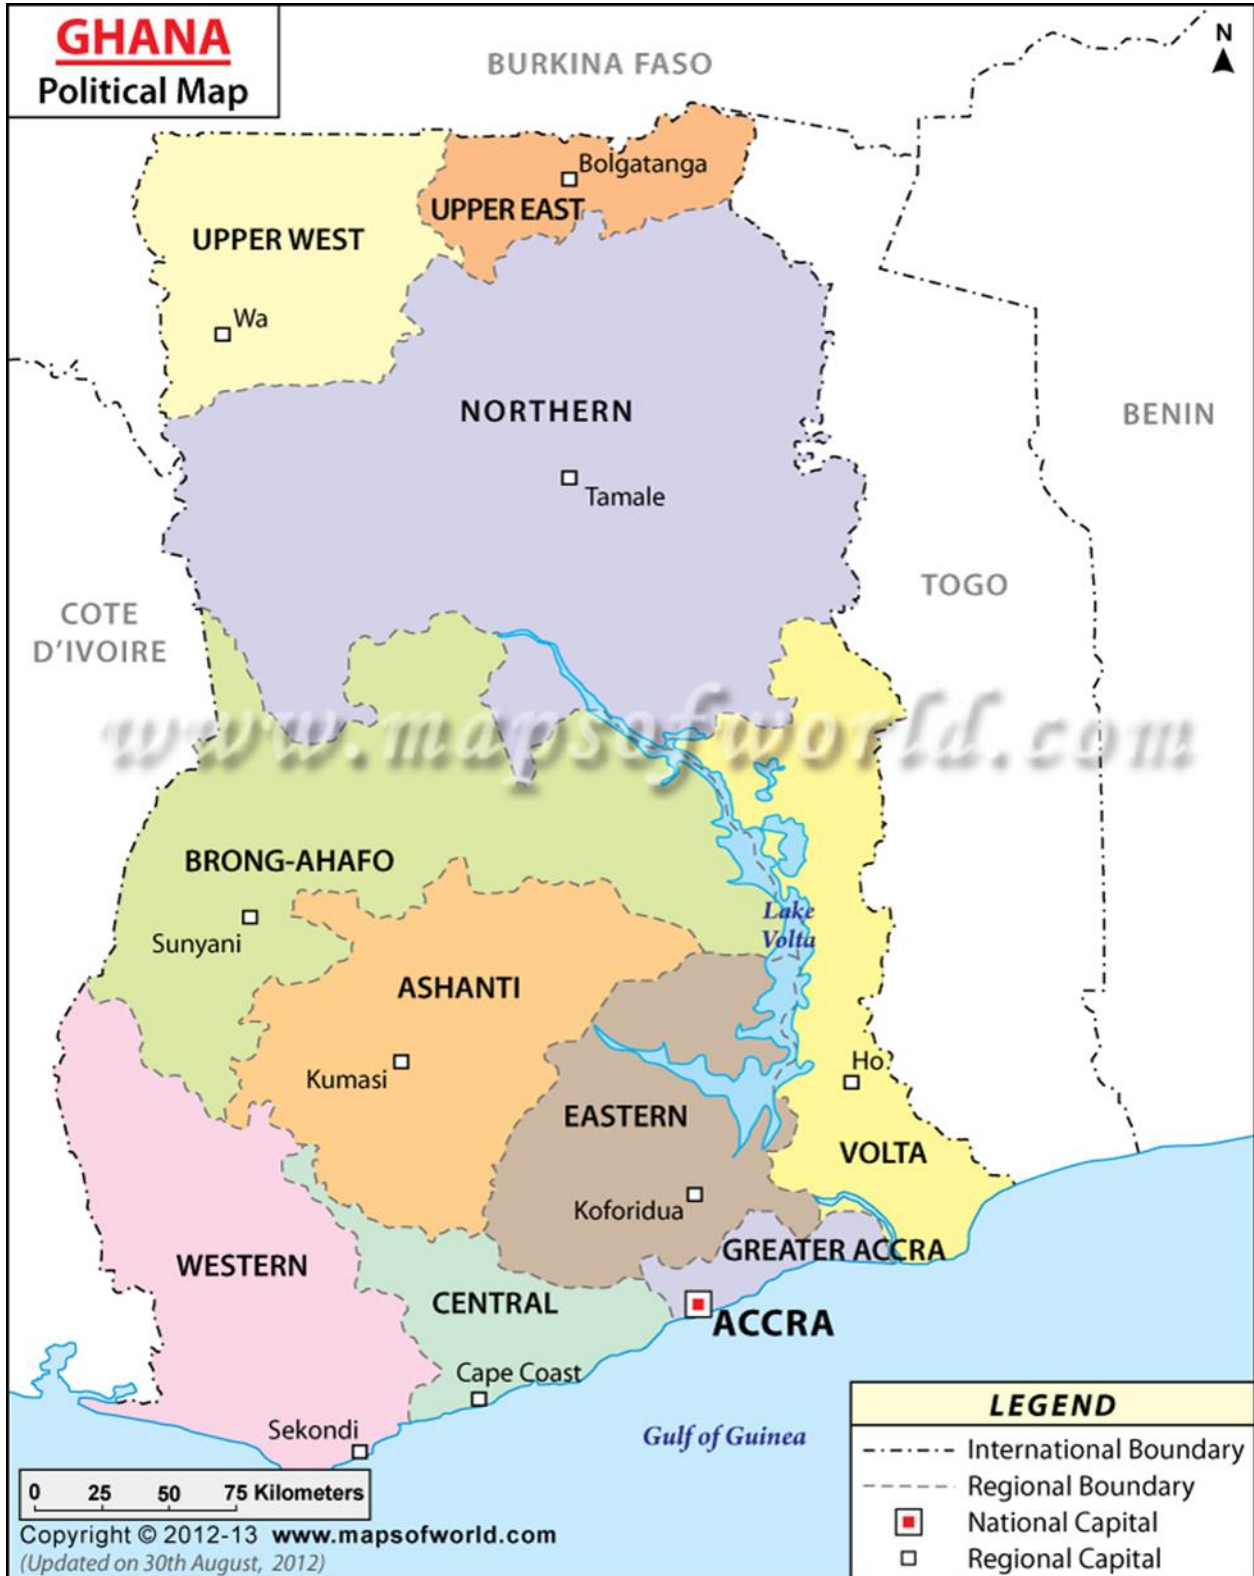 GHANA
Political Map
N
BURKINA FASO
Bolgatanga
UPPER EAST
UPPER WEST
Wa
NORTHERN
BENIN
Tamale
TOGO
COTE
D'IVOIRE
www.mapsofworld.com
BRONG-AHAFO
Lake
Volta
Sunyani
ASHANTI
Ho
Kumasi
EASTERN
VOLTA
Koforidua
GREATER ACCRA
WESTERN
CENTRAL
ACCRA
Cape Coast
Sekondi
Gulf of Guinea
LEGEND
International Boundary
Regional Boundary
National Capital
Regional Capital
0 25 50 75 Kilometers
Copyright © 2012-13 www.mapsofworld.com
(Updated on 30th August, 2012)